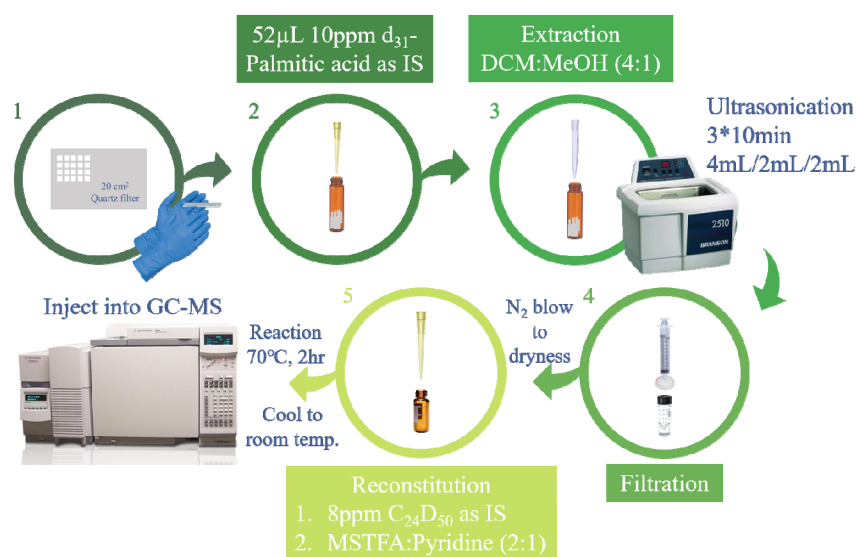 52μL 10ppm d₃₁-
Palmitic acid as IS
Extraction
DCM:MeOH (4:1)
1
2
3
Ultrasonication
3*10min
4mL/2mL/2mL
20 cm²
Quartz filter
2510
BRANSON
Inject into GC-MS
5
N₂ blow
to
dryness
4
Reaction
70℃, 2hr
Cool to
room temp.
Reconstitution
1. 8ppm C₂₄D₅₀ as IS
2. MSTFA:Pyridine (2:1)
Filtration